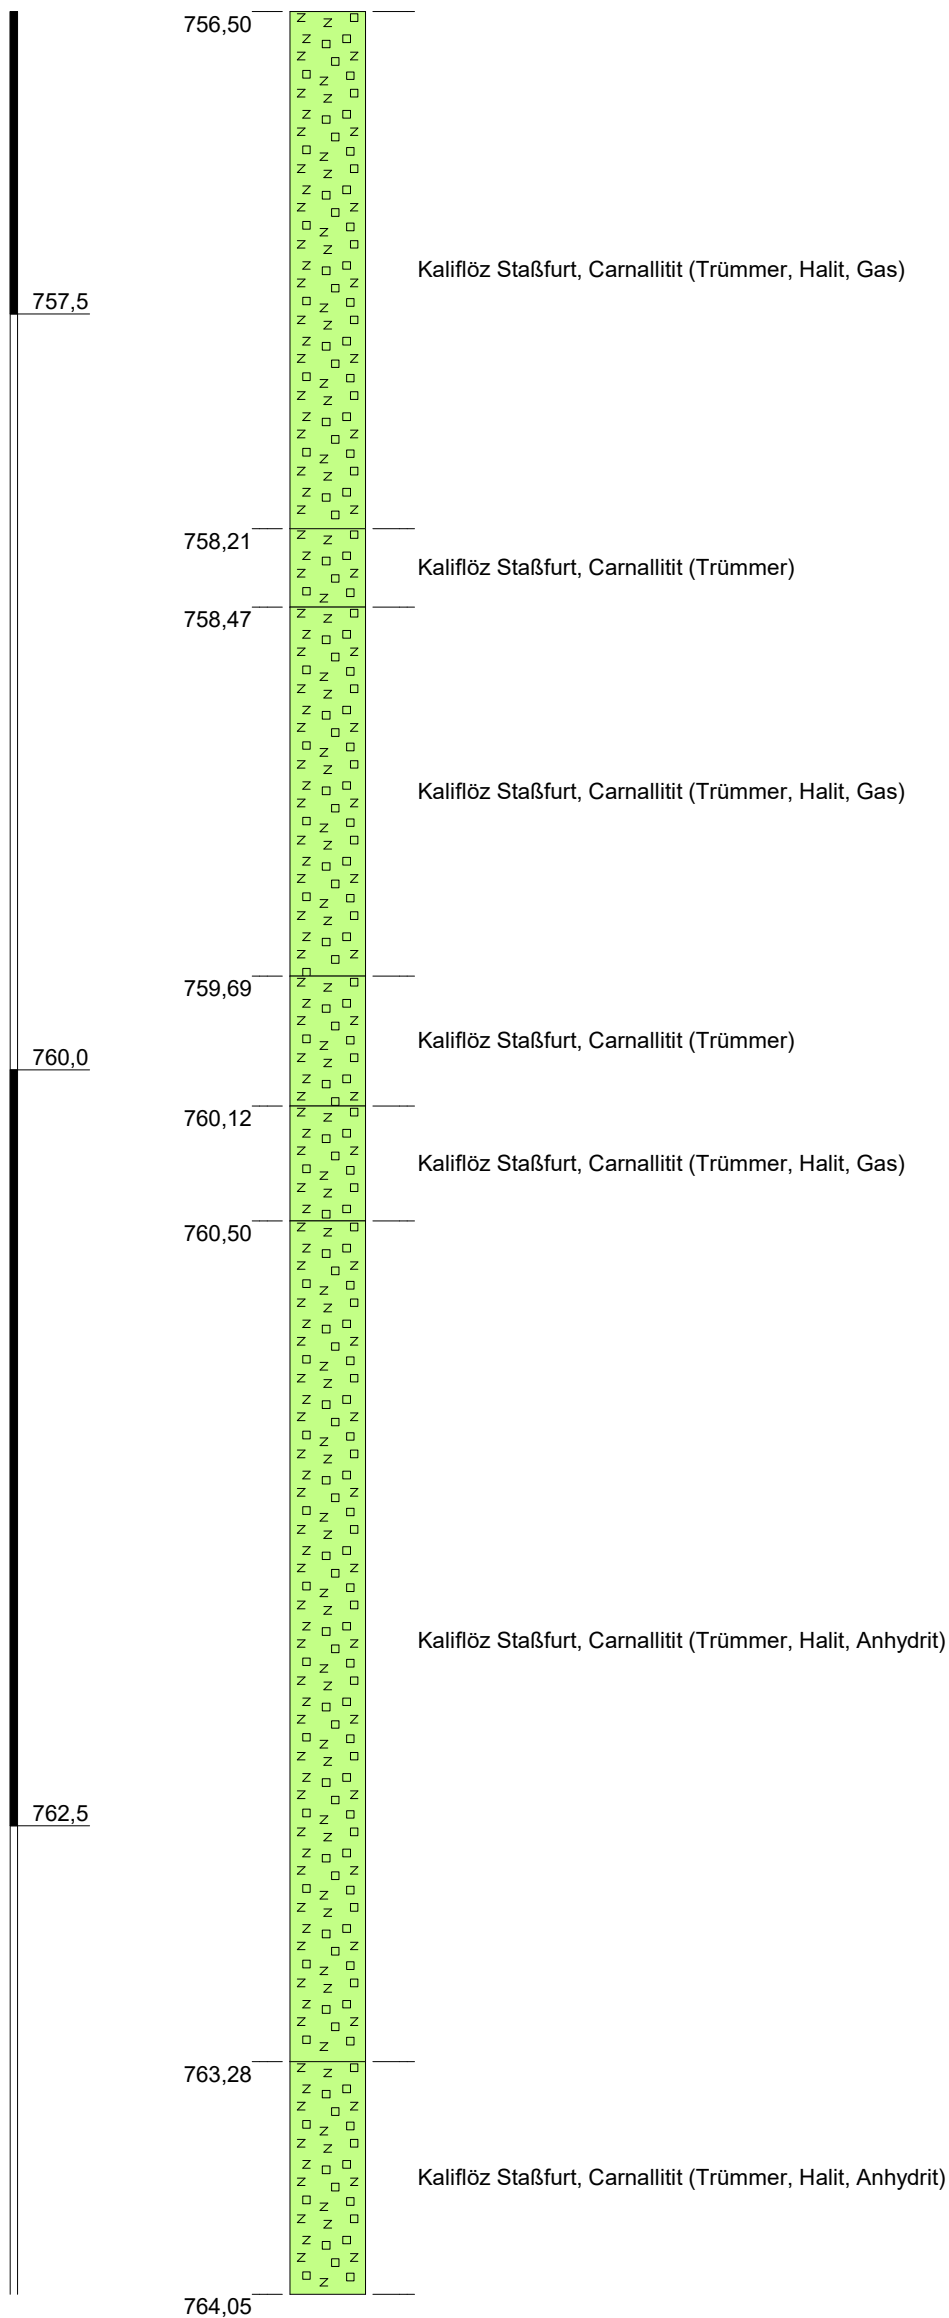 756,50
Kaliflöz Staßfurt, Carnallitit (Trümmer, Halit, Gas)
757,5
758,21
Kaliflöz Staßfurt, Carnallitit (Trümmer)
758,47
Kaliflöz Staßfurt, Carnallitit (Trümmer, Halit, Gas)
759,69
Kaliflöz Staßfurt, Carnallitit (Trümmer)
760,0
760,12
Kaliflöz Staßfurt, Carnallitit (Trümmer, Halit, Gas)
760,50
Kaliflöz Staßfurt, Carnallitit (Trümmer, Halit, Anhydrit)
762,5
763,28
Kaliflöz Staßfurt, Carnallitit (Trümmer, Halit, Anhydrit)
764,05